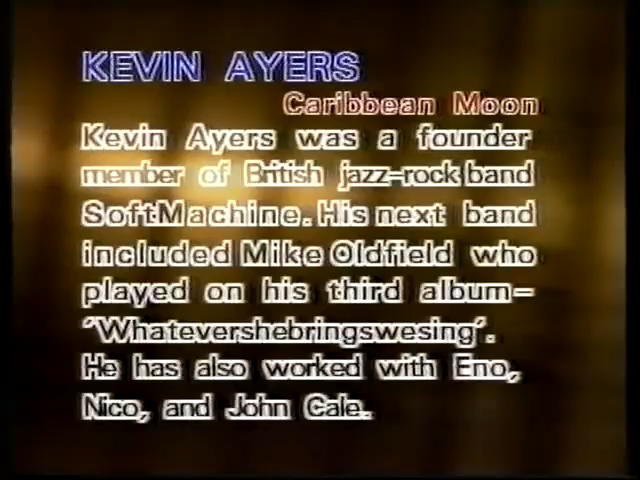 KEVIN AYERS
Caribbean Moon
Kevin Ayers was a founder
member of British jazz-rock band
SoftMachine. His next band
included Mike Oldfield who
played on his third album-
'Whatevershebringswesing'.
He has also worked with Eno,
Nico, and John Cale.